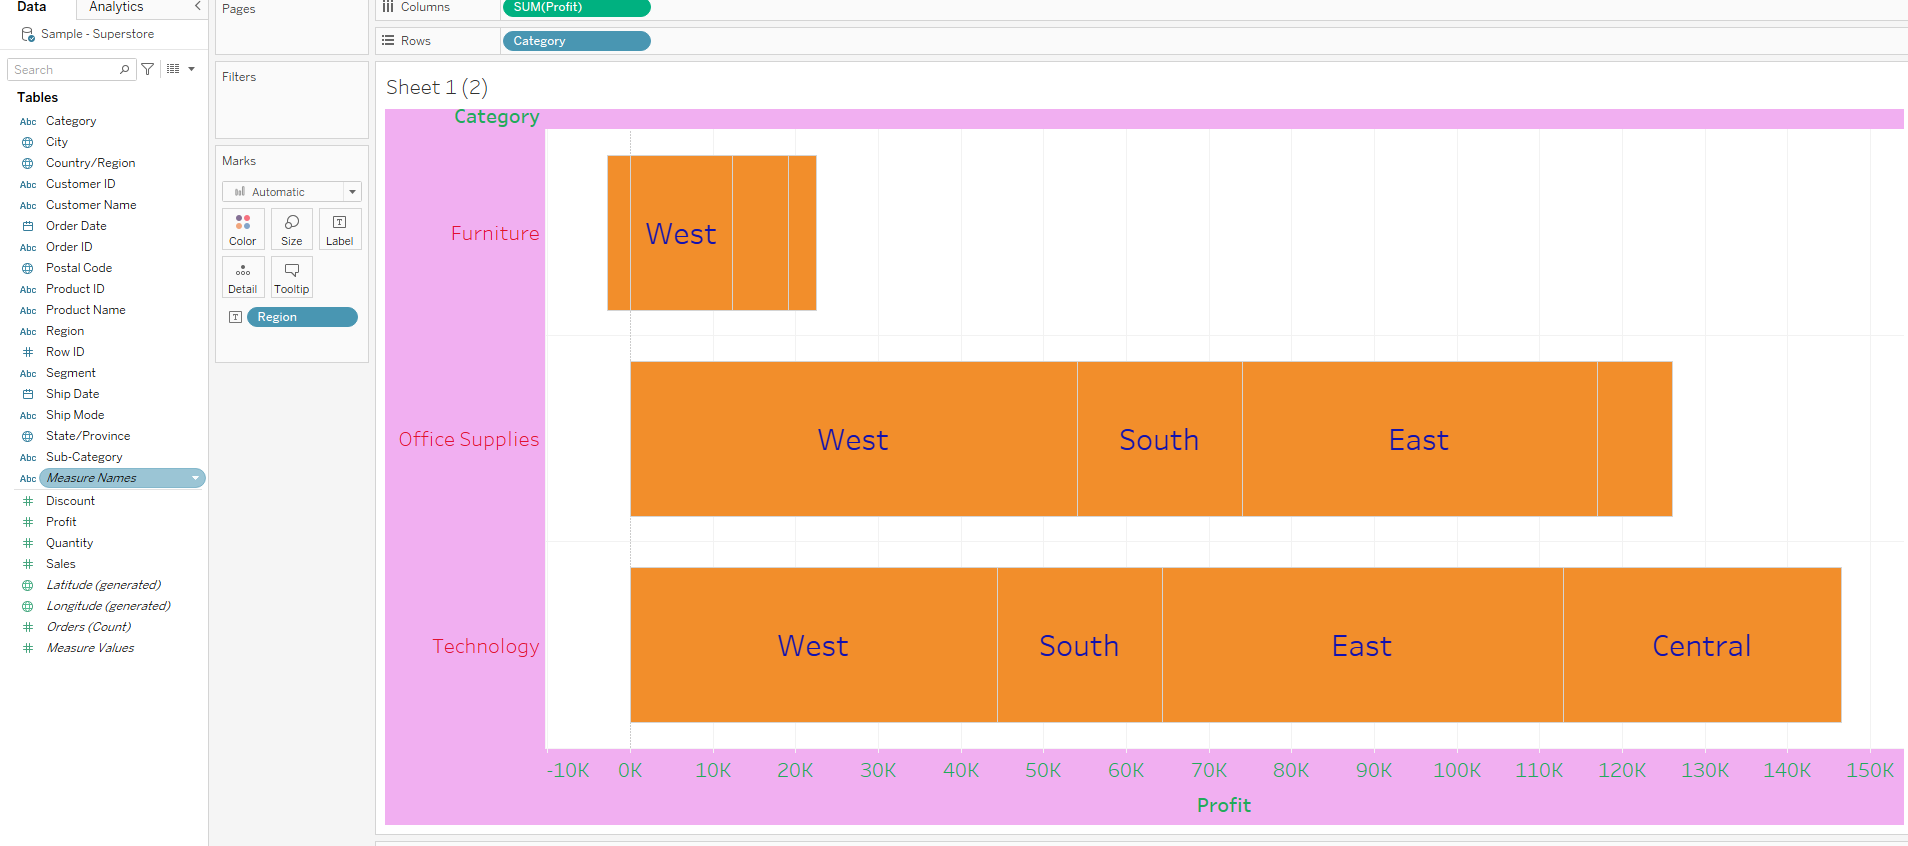 Data
Analytics
Sample - Superstore
Search
Tables
Abc Category
City
Country/Region
Abc Customer ID
Abc Customer Name
Order Date
Abc Order ID
Postal Code
Abc Product ID
Abc Product Name
Abc Region
# Row ID
Abc Segment
Ship Date
Abc Ship Mode
State/Province
Abc Sub-Category
Abc Measure Names
# Discount
# Profit
# Quantity
# Sales
Latitude (generated)
Longitude (generated)
# Orders (Count)
# Measure Values
Pages
Filters
Marks
Automatic
Color Size T Label
Detail Tooltip
T Region
Columns SUM(Profit)
Rows Category
Sheet 1 (2)
Category
Furniture West
Office Supplies West South East
Technology West South East Central
-10K 0K 10K 20K 30K 40K 50K 60K 70K 80K 90K 100K 110K 120K 130K 140K 150K
Profit